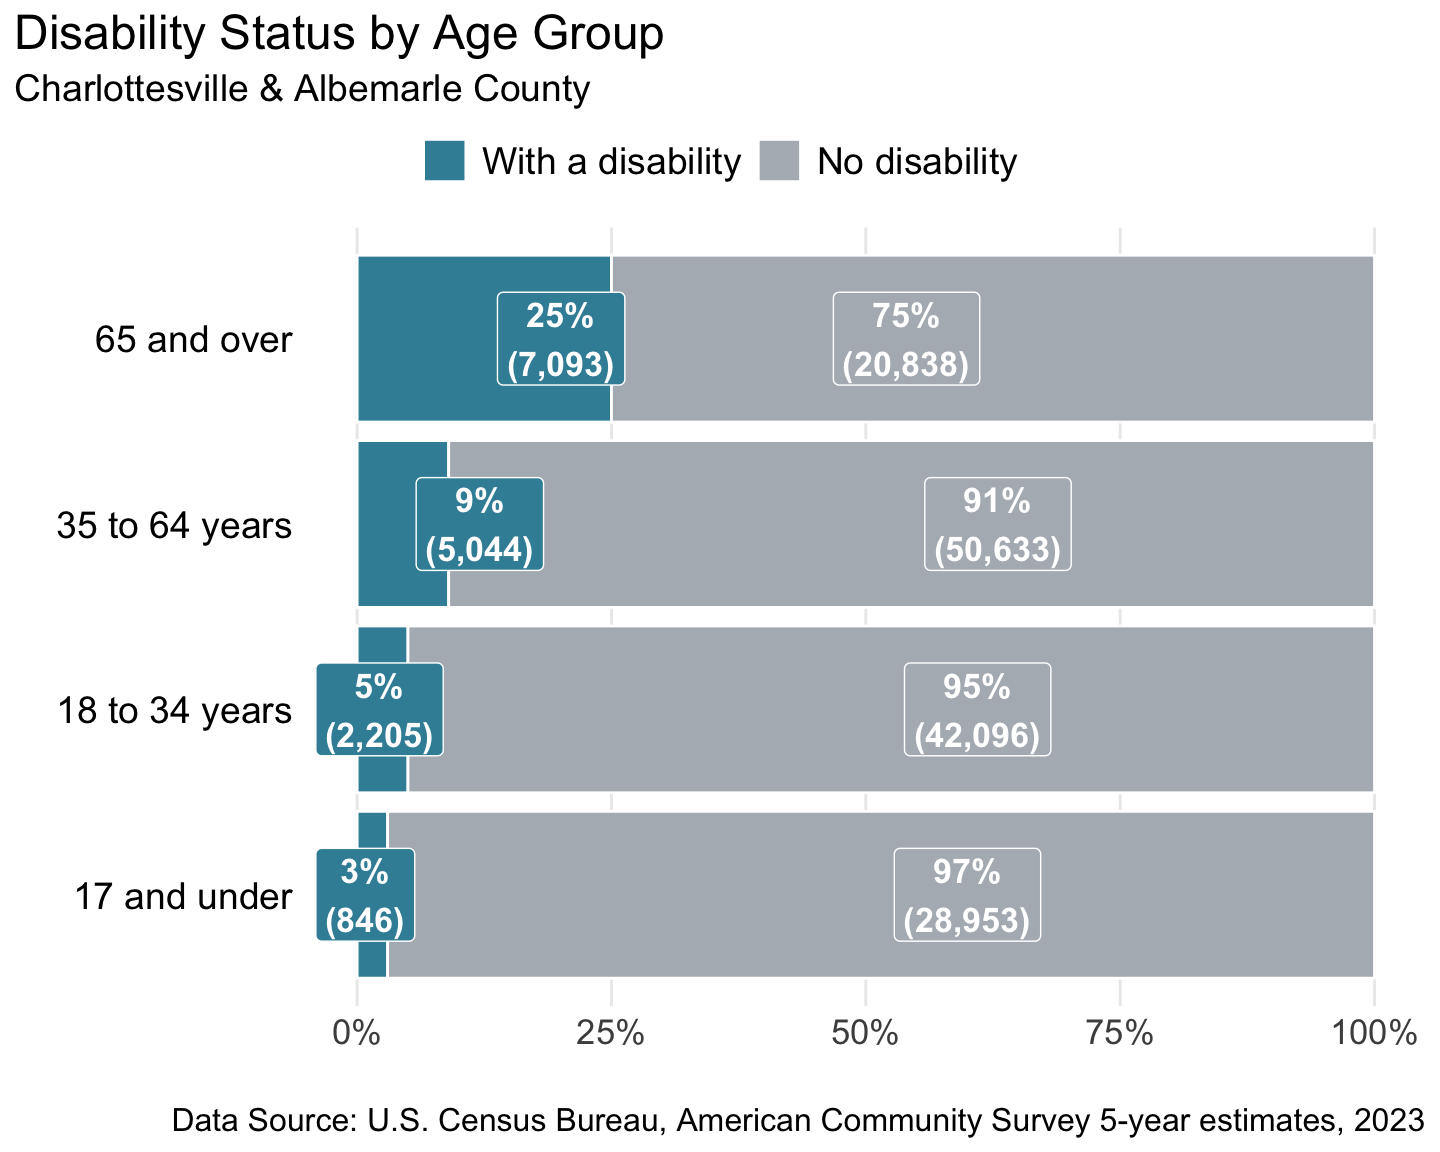 Disability Status by Age Group
Charlottesville & Albemarle County
With a disability No disability
65 and over
25%
(7,093)
75%
(20,838)
35 to 64 years
9%
(5,044)
91%
(50,633)
18 to 34 years
5%
(2,205)
95%
(42,096)
17 and under
3%
(846)
97%
(28,953)
0% 25% 50% 75% 100%
Data Source: U.S. Census Bureau, American Community Survey 5-year estimates, 2023